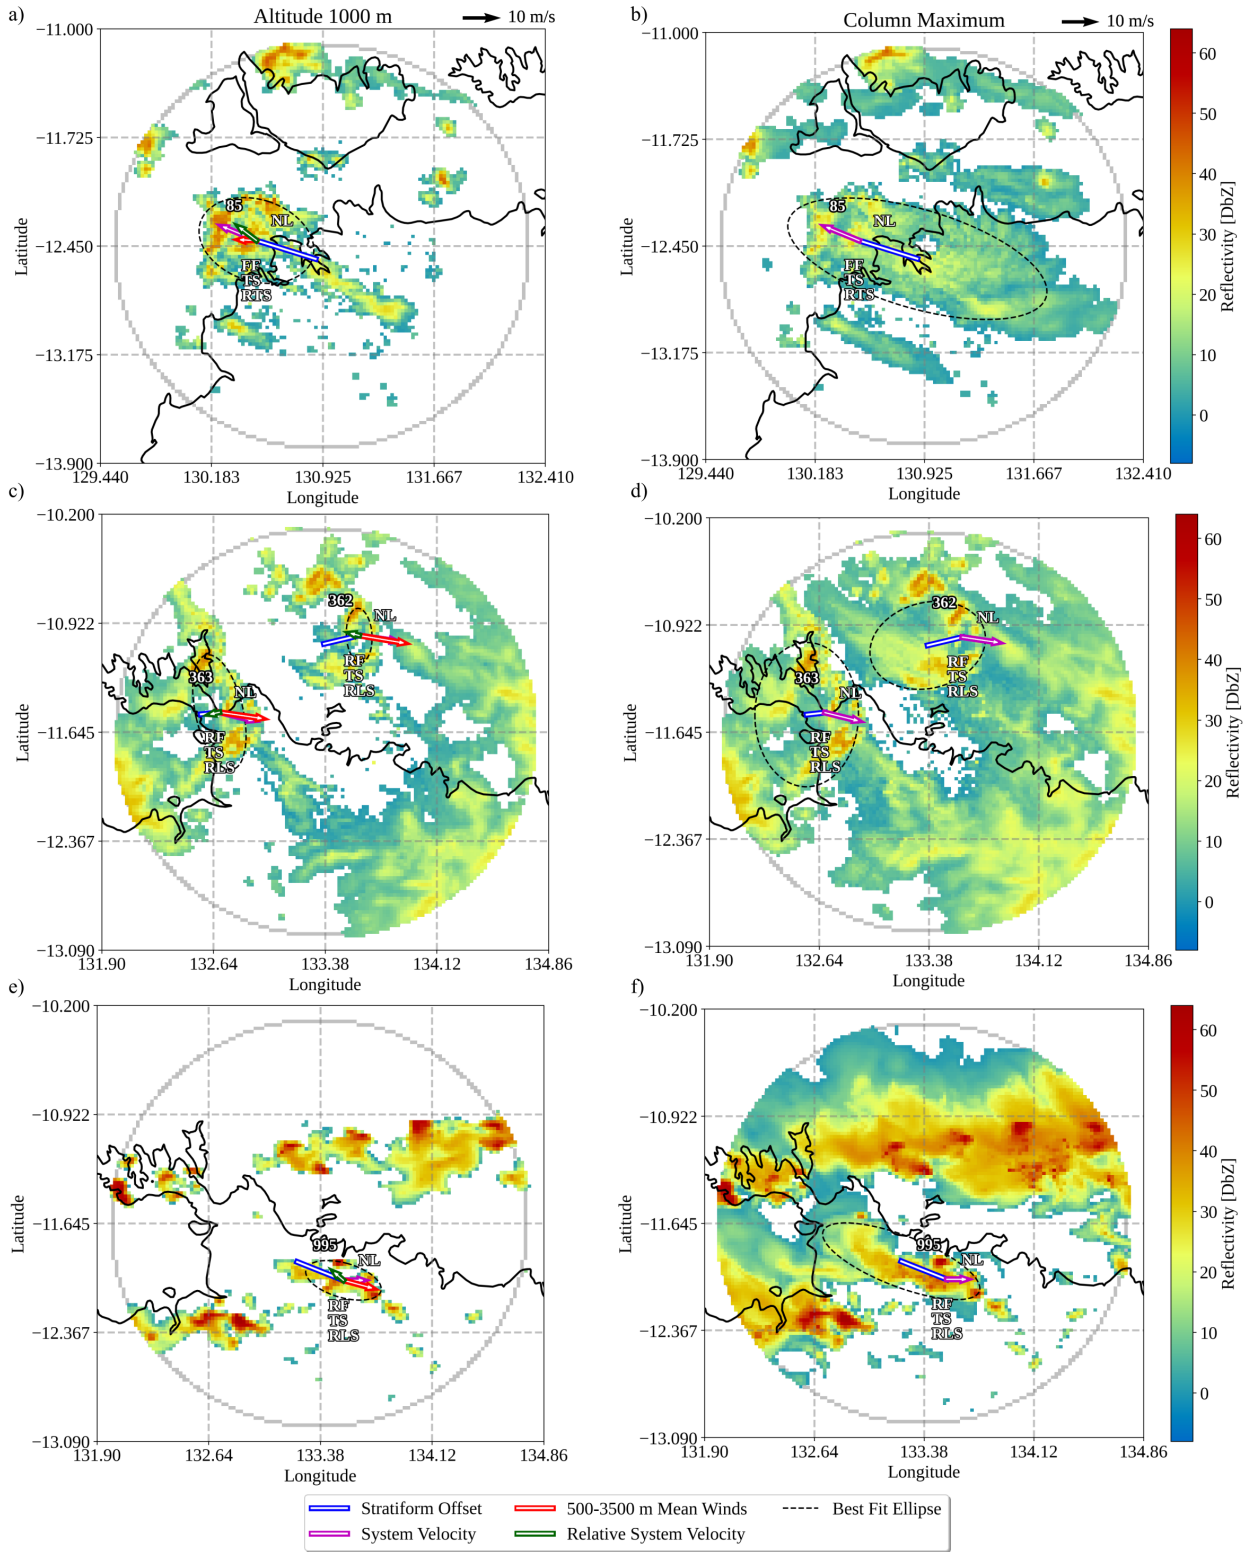 a)
Altitude 1000 m
10 m/s
b)
Column Maximum
10 m/s
−11.000
−11.725
−12.450
−13.175
−13.900
Latitude
129.440
130.183
130.925
131.667
132.410
Longitude
85
NL
FF
TS
RTS
−11.000
−11.725
−12.450
−13.175
−13.900
Latitude
129.440
130.183
130.925
131.667
132.410
Longitude
85
NL
FF
TS
RTS
60
50
40
30
20
10
0
Reflectivity [DbZ]
c)
−10.200
−10.922
−11.645
−12.367
−13.090
Latitude
131.90
132.64
133.38
134.12
134.86
Longitude
362
NL
RF
TS
RLS
363
NL
RF
TS
RLS
d)
−10.200
−10.922
−11.645
−12.367
−13.090
Latitude
131.90
132.64
133.38
134.12
134.86
Longitude
362
NL
RF
TS
RLS
363
NL
RF
TS
RLS
60
50
40
30
20
10
0
Reflectivity [DbZ]
e)
−10.200
−10.922
−11.645
−12.367
−13.090
Latitude
131.90
132.64
133.38
134.12
134.86
Longitude
995
NL
RF
TS
RLS
f)
−10.200
−10.922
−11.645
−12.367
−13.090
Latitude
131.90
132.64
133.38
134.12
134.86
Longitude
995
NL
RF
TS
RLS
60
50
40
30
20
10
0
Reflectivity [DbZ]
Stratiform Offset
500-3500 m Mean Winds
Best Fit Ellipse
System Velocity
Relative System Velocity